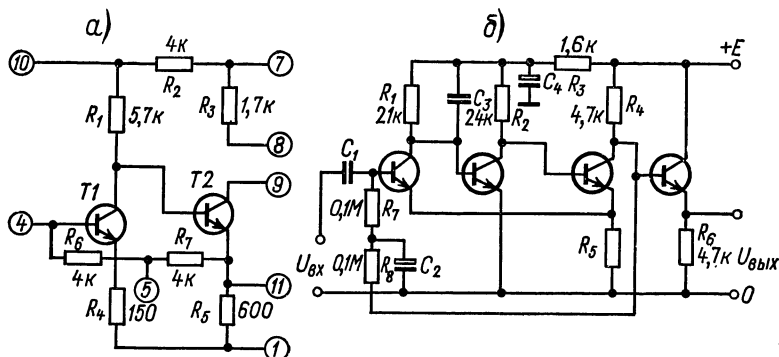 а)
10
4к
R2
7
R1
5,7к
R3
1,7к
8
T1
T2
9
4
R6
4к
5
R7
4к
11
R4
150
R5
600
1
б)
1,6к
R3
+E
R1
21к
C3
24к
R2
C4
4,7к
R4
C1
0,1М
R7
Uвх
0,1М
R8
C2
R5
R6
4,7к
Uвых
0